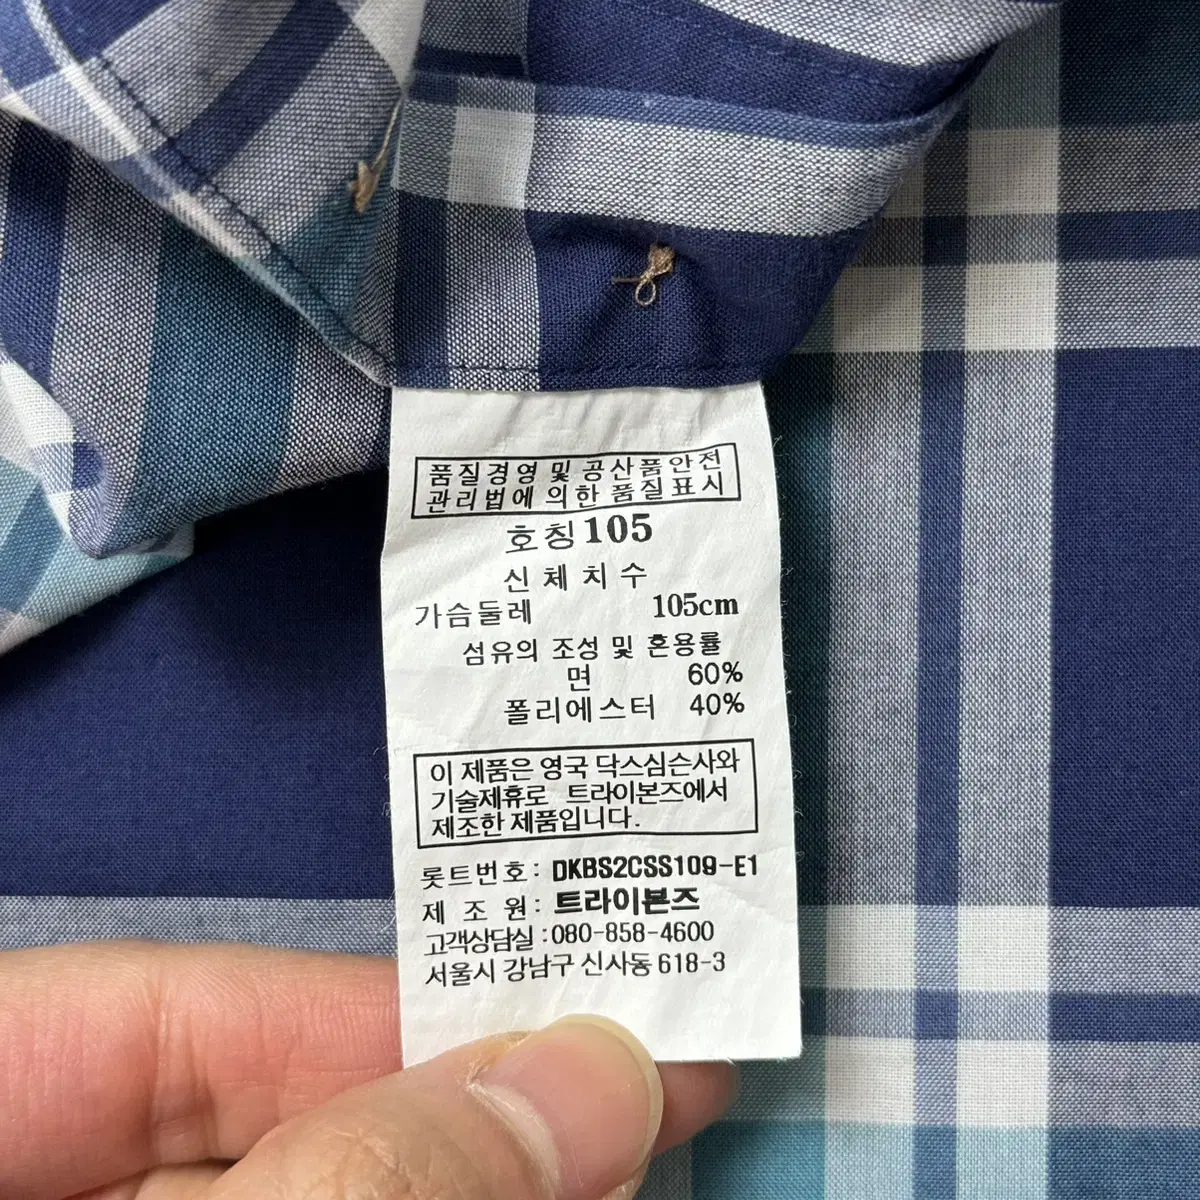 품질경영 및 공산품안전
관리법에 의한 품질표시
호칭 105
신체치수
가슴둘레 105cm
섬유의 조성 및 혼용률
면 60%
폴리에스터 40%
이 제품은 영국 닥스심슨사와
기술제휴로 트라이본즈에서
제조한 제품입니다.
롯트번호: DKBS2CSS109-E1
제 조 원: 트라이본즈
고객상담실:080-858-4600
서울시 강남구 신사동 618-3